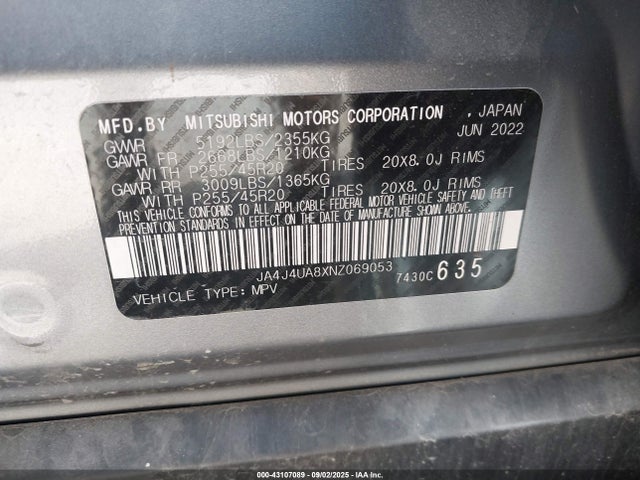 MFD.BY MITSUBISHI MOTORS CORPORATION , JAPAN
GVWR 5192LBS/2355KG JUN 2022
GAWR FR 2668LBS/1210KG
WITH P255/45R20 TIRES 20X8.0J RIMS
GAWR RR 3009LBS/1365KG
WITH P255/45R20 TIRES 20X8.0J RIMS
THIS VEHICLE CONFORMS TO ALL APPLICABLE FEDERAL MOTOR VEHICLE SAFETY AND THEFT
PREVENTION STANDARDS IN EFFECT ON THE DATE OF MANUFACTURE SHOWN ABOVE.
JA4J4UA8XNZ069053 7430C 635
VEHICLE TYPE: MPV
000-43107089 - 09/02/2025 - IAAI.COM